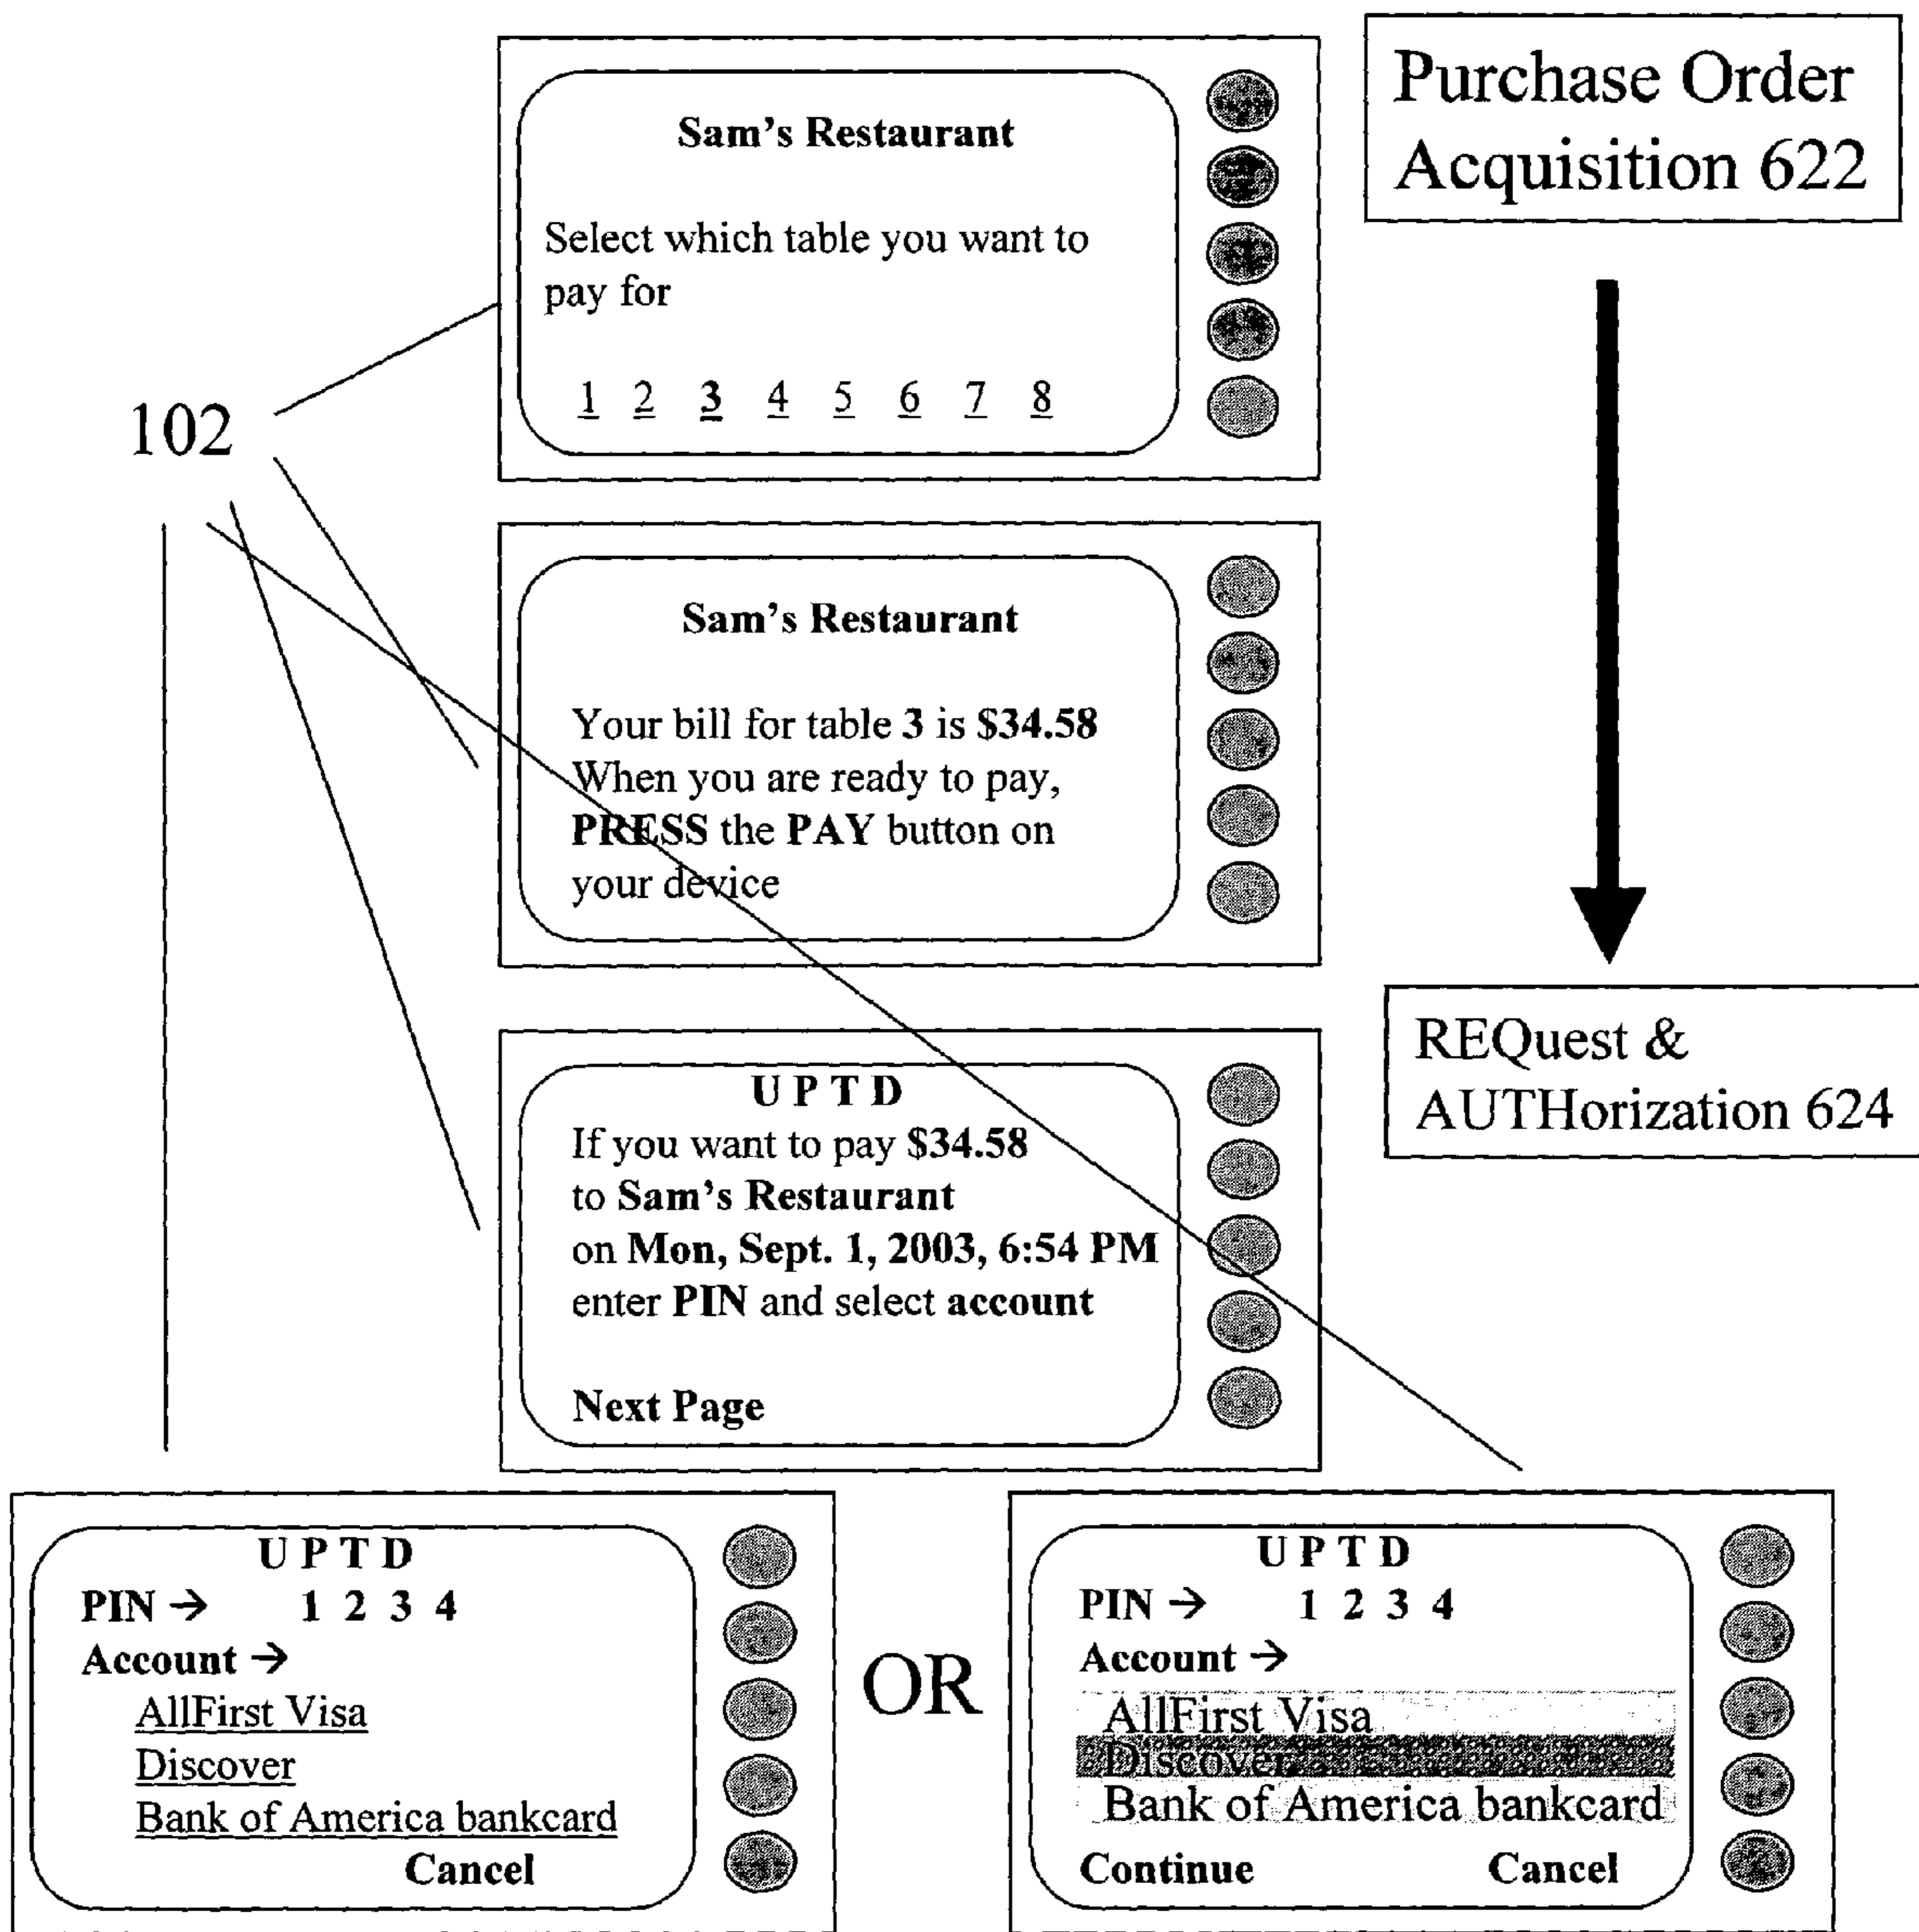 Purchase Order
Acquisition 622
Sam's Restaurant
Select which table you want to
pay for
1 2 3 4 5 6 7 8
102
Sam's Restaurant
Your bill for table 3 is $34.58
When you are ready to pay,
PRESS the PAY button on
your device
REQuest &
AUTHorization 624
U P T D
If you want to pay $34.58
to Sam's Restaurant
on Mon, Sept. 1, 2003, 6:54 PM
enter PIN and select account
Next Page
U P T D
PIN → 1 2 3 4
Account →
AllFirst Visa
Discover
Bank of America bankcard
Cancel
OR
U P T D
PIN → 1 2 3 4
Account →
AllFirst Visa
Discover
Bank of America bankcard
Continue Cancel